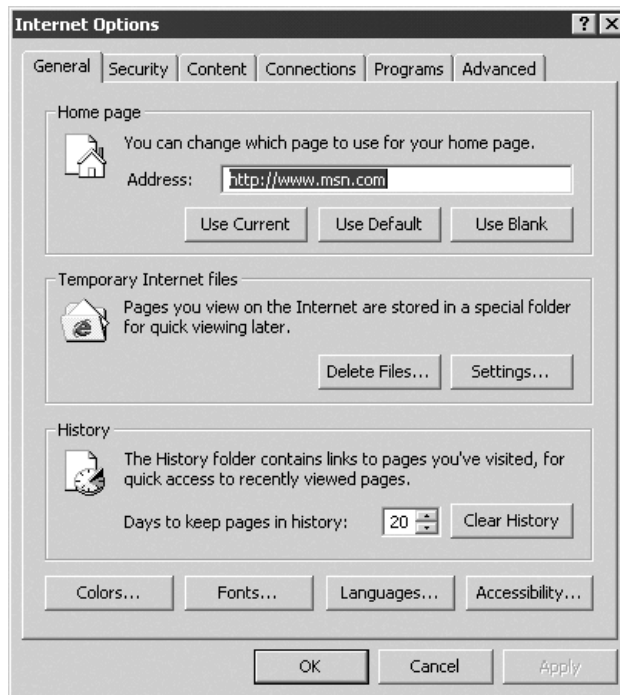 Internet Options
General Security Content Connections Programs Advanced
Home page
You can change which page to use for your home page.
Address: http://www.msn.com
Use Current Use Default Use Blank
Temporary Internet files
Pages you view on the Internet are stored in a special folder
for quick viewing later.
Delete Files... Settings...
History
The History folder contains links to pages you've visited, for
quick access to recently viewed pages.
Days to keep pages in history: 20 Clear History
Colors... Fonts... Languages... Accessibility...
OK Cancel Apply